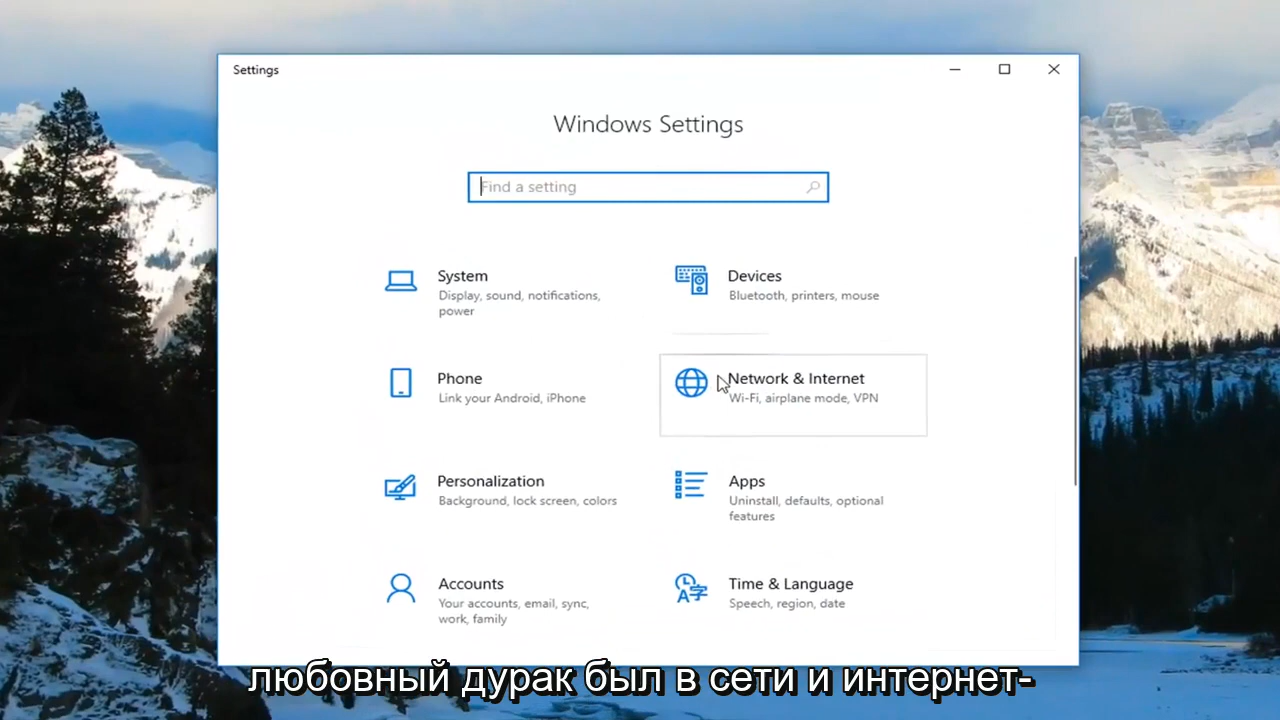 Settings
Windows Settings
Find a setting
System
Display, sound, notifications,
power
Devices
Bluetooth, printers, mouse
Phone
Link your Android, iPhone
Network & Internet
Wi-Fi, airplane mode, VPN
Personalization
Background, lock screen, colors
Apps
Uninstall, defaults, optional
features
Accounts
Your accounts, email, sync,
work, family
Time & Language
Speech, region, date
любовный дурак был в сети и интернет-